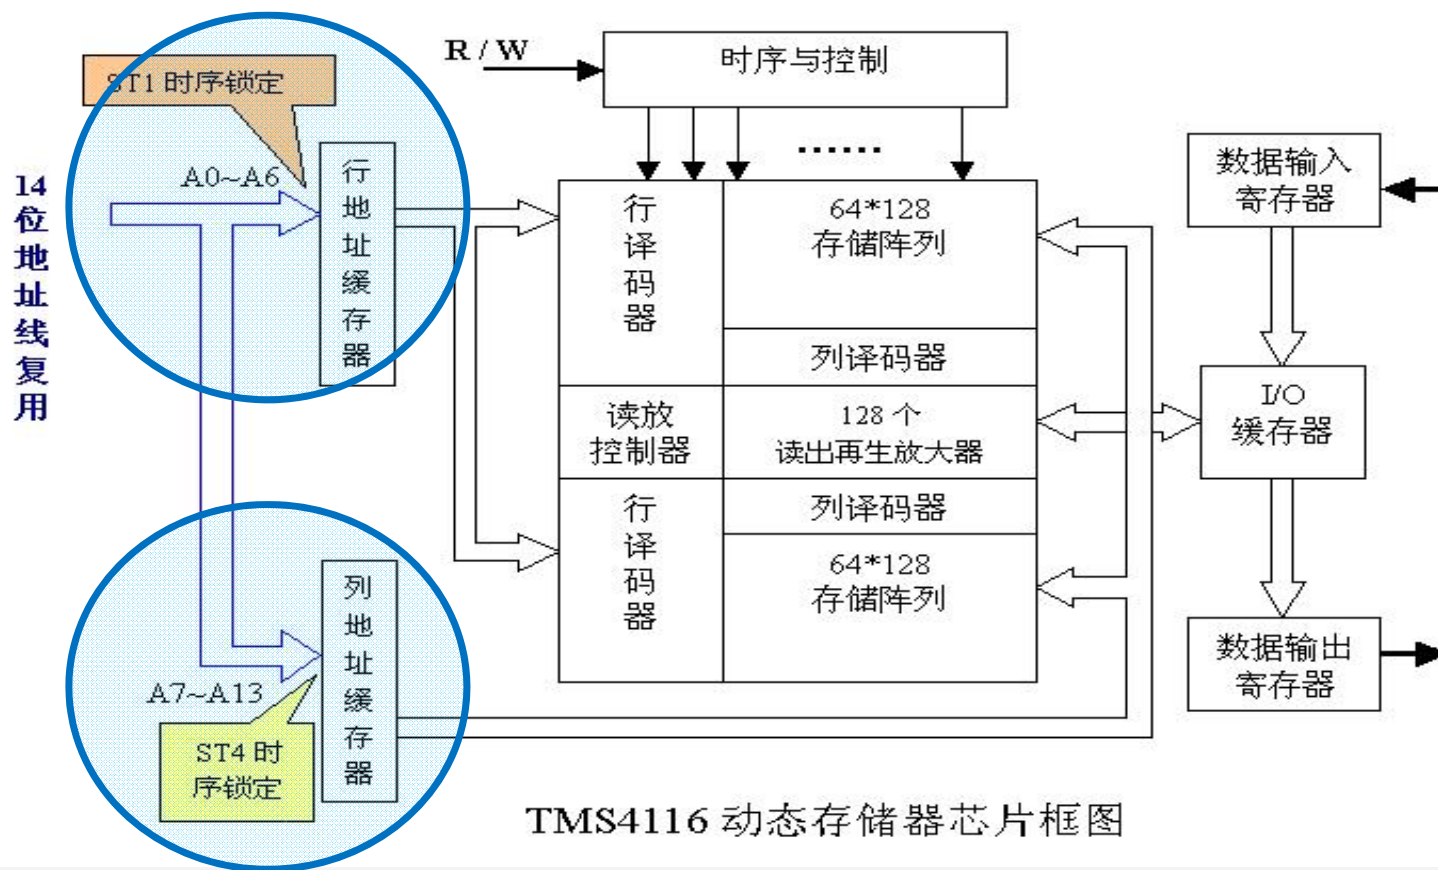 R / W
时序与控制
ST1 时序锁定
14
位
地
址
线
复
用
A0~A6
行
地
址
缓
存
器
行
译
码
器
64*128
存储阵列
列译码器
读放
控制器
128 个
读出再生放大器
行
译
码
器
列译码器
64*128
存储阵列
数据输入
寄存器
I/O
缓存器
数据输出
寄存器
列
地
址
缓
存
器
A7~A13
ST4 时
序锁定
TMS4116 动态存储器芯片框图